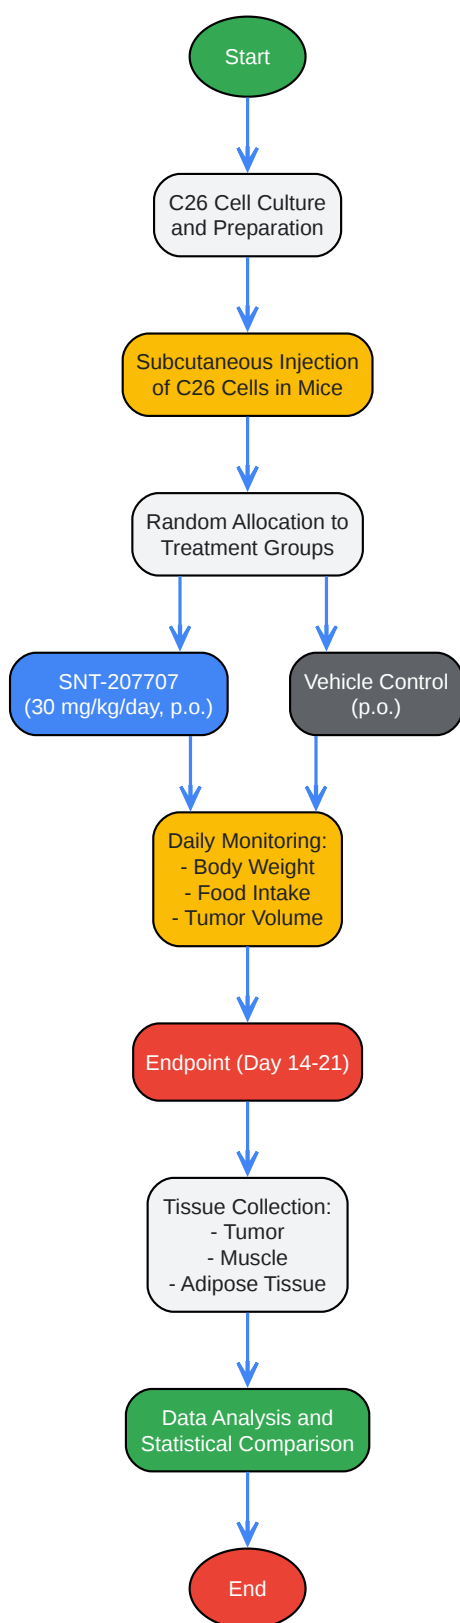 Start
C26 Cell Culture
and Preparation
Subcutaneous Injection
of C26 Cells in Mice
Random Allocation to
Treatment Groups
SNT-207707
(30 mg/kg/day, p.o.)
Vehicle Control
(p.o.)
Daily Monitoring:
- Body Weight
- Food Intake
- Tumor Volume
Endpoint (Day 14-21)
Tissue Collection:
- Tumor
- Muscle
- Adipose Tissue
Data Analysis and
Statistical Comparison
End